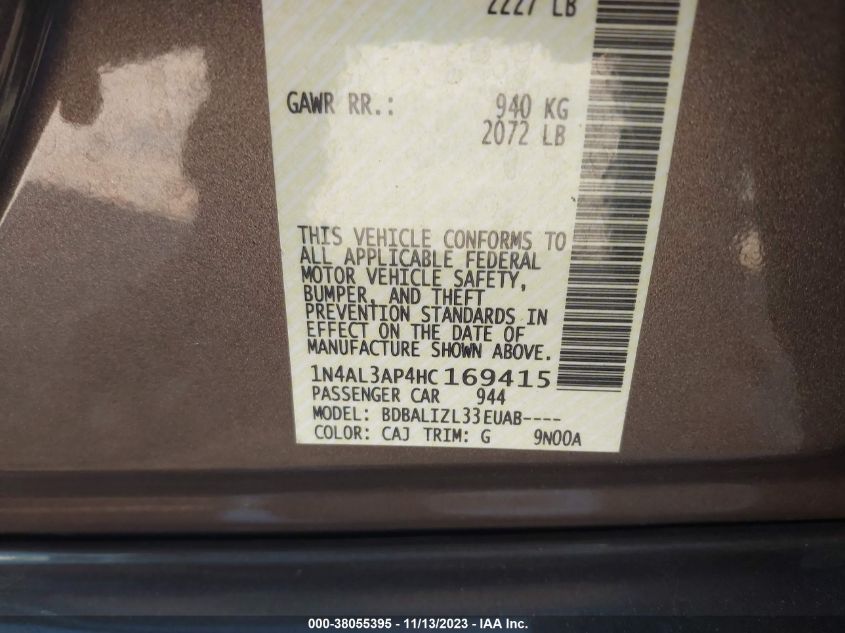 2227 LB
GAWR RR.: 940 KG
2072 LB
THIS VEHICLE CONFORMS TO
ALL APPLICABLE FEDERAL
MOTOR VEHICLE SAFETY,
BUMPER, AND THEFT
PREVENTION STANDARDS IN
EFFECT ON THE DATE OF
MANUFACTURE SHOWN ABOVE.
1N4AL3AP4HC169415
PASSENGER CAR 944
MODEL: BDBALIZL33EUAB----
COLOR: CAJ TRIM: G 9N00A
000-38055395 - 11/13/2023 - IAA Inc.